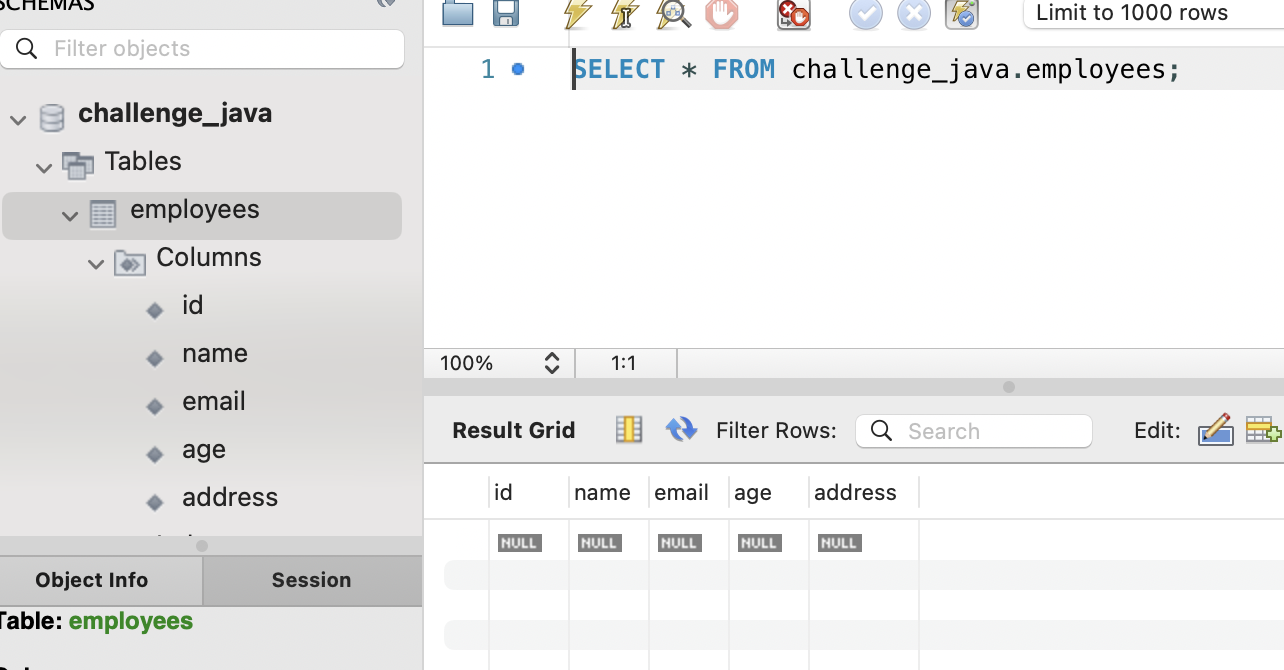 SCHEMAS
Filter objects
challenge_java
Tables
employees
Columns
id
name
email
age
address
Object Info
Session
Table: employees
Limit to 1000 rows
1
SELECT * FROM challenge_java.employees;
100%
1:1
Result Grid
Filter Rows:
Search
Edit:
id name email age address
NULL NULL NULL NULL NULL